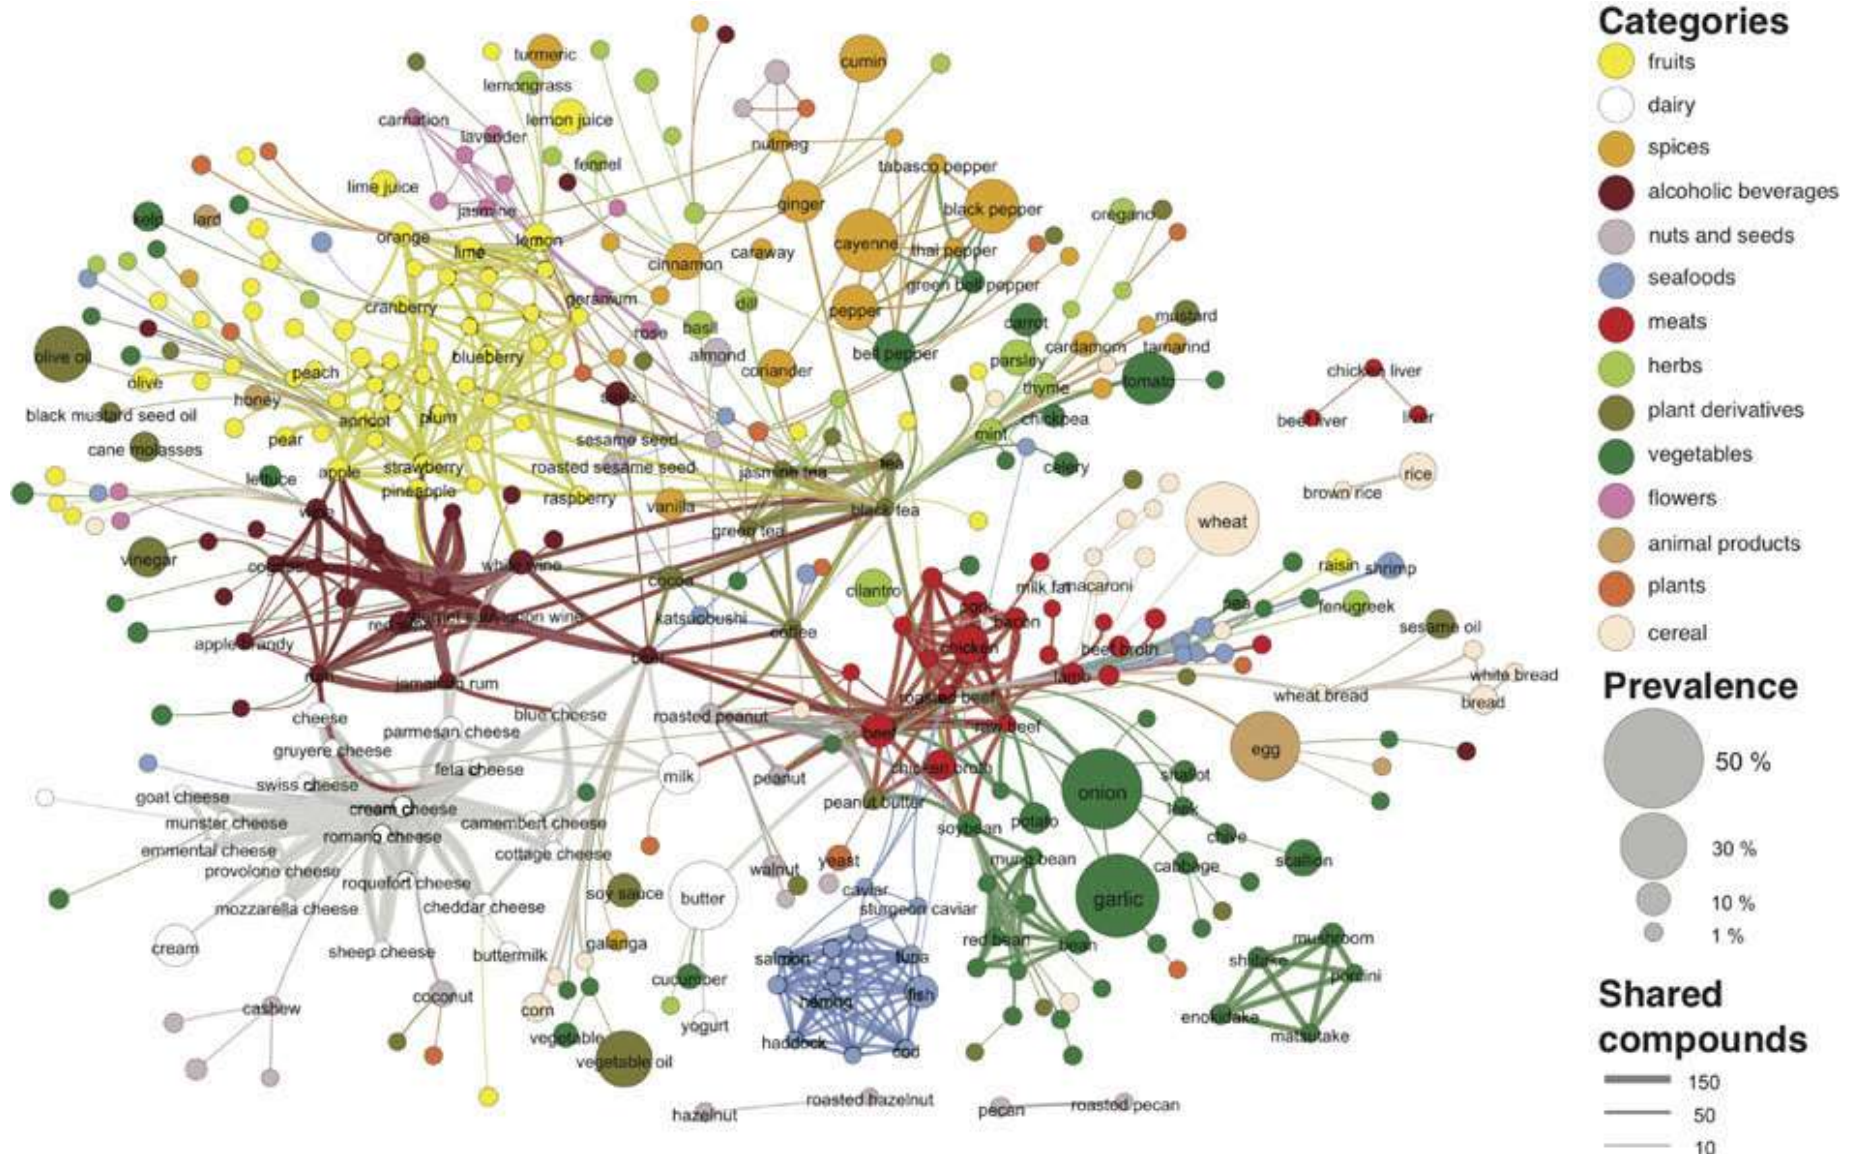 Categories
fruits
dairy
spices
alcoholic beverages
nuts and seeds
seafoods
meats
herbs
plant derivatives
vegetables
flowers
animal products
plants
cereal
Prevalence
50 %
30 %
10 %
1 %
Shared
compounds
150
50
10
turmeric
cumin
lemongrass
carnation
lemon juice
lavender
nutmeg
fennel
tabasco pepper
lime juice
ginger
kelp
lard
jasmine
black pepper
oregano
orange
lime
lemon
cayenne
thai pepper
cinnamon
caraway
green bell pepper
cranberry
geranium
dill
pepper
mustard
rose
basil
carrot
olive oil
blueberry
almond
bell pepper
parsley
cardamom
tamarind
peach
coriander
chicken liver
olive
thyme
tomato
honey
black mustard seed oil
apricot
plum
chickpea
beef liver
liver
pear
sesame seed
mint
cane molasses
apple
strawberry
roasted sesame seed
jasmine tea
tea
celery
lettuce
pineapple
raspberry
rice
brown rice
wine
vanilla
black tea
green tea
wheat
vinegar
white wine
cocoa
cilantro
milk fat
macaroni
raisin
shrimp
pork
bacon
pea
fenugreek
katsuobushi
coffee
sesame oil
apple brandy
beer
chicken
beef broth
rum
jamaican rum
lamb
white bread
wheat bread
bread
roasted beef
cheese
blue cheese
roasted peanut
parmesan cheese
beef
raw beef
gruyere cheese
egg
feta cheese
swiss cheese
milk
peanut
chicken broth
shallot
goat cheese
onion
cream cheese
peanut butter
leek
munster cheese
camembert cheese
soybean
potato
romano cheese
chive
emmental cheese
cottage cheese
mung bean
cabbage
scallion
provolone cheese
walnut
yeast
roquefort cheese
soy sauce
butter
caviar
garlic
mozzarella cheese
cheddar cheese
sturgeon caviar
cream
sheep cheese
buttermilk
galanga
salmon
tuna
red bean
bean
mushroom
shiitake
porcini
cucumber
coconut
herring
fish
cashew
corn
yogurt
enokidake
vegetable
haddock
cod
matsutake
vegetable oil
hazelnut
roasted hazelnut
pecan
roasted pecan